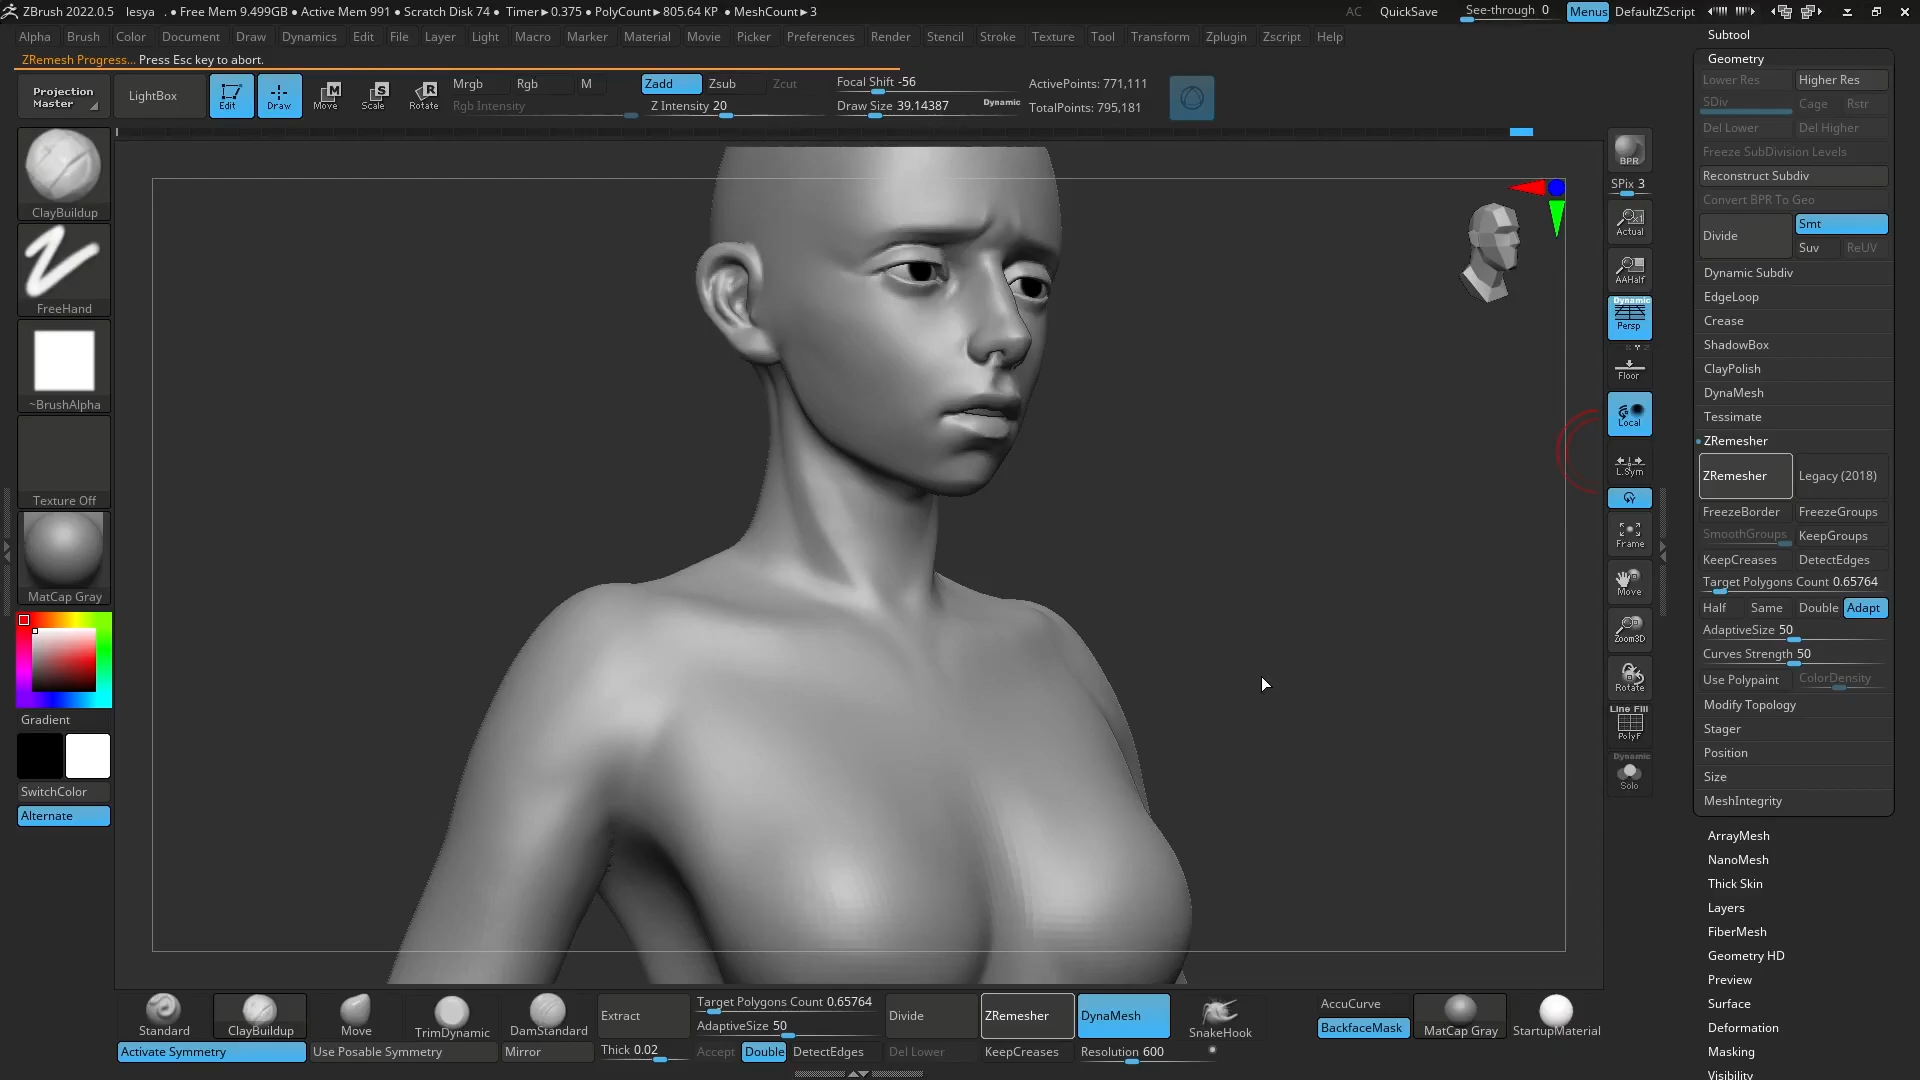 ZBrush 2022.0.5 lesya . ● Free Mem 9.499GB ● Active Mem 991 ● Scratch Disk 74 ● Timer►0.375 ● PolyCount►805.64 KP ● MeshCount►3 AC QuickSave See-through 0 Menus DefaultZScript
Alpha Brush Color Document Draw Dynamics Edit File Layer Light Macro Marker Material Movie Picker Preferences Render Stencil Stroke Texture Tool Transform Zplugin Zscript Help
ZRemesh Progress... Press Esc key to abort.
Projection Master
LightBox
Edit
Draw
Move
Scale
Rotate
Mrgb Rgb M
Rgb Intensity
Zadd Zsub Zcut
Z Intensity 20
Focal Shift -56
Draw Size 39.14387 Dynamic
ActivePoints: 771,111
TotalPoints: 795,181
ClayBuildup
FreeHand
~BrushAlpha
Texture Off
MatCap Gray
Gradient
SwitchColor
Alternate
BPR
SPix 3
Actual
AAHalf
Dynamic
Persp
Floor
Local
L.Sym
Frame
Move
Zoom3D
Rotate
Line Fill
PolyF
Dynamic
Solo
Subtool
Geometry
Lower Res Higher Res
SDiv Cage Rstr
Del Lower Del Higher
Freeze SubDivision Levels
Reconstruct Subdiv
Convert BPR To Geo
Divide Smt
Suv ReUV
Dynamic Subdiv
EdgeLoop
Crease
ShadowBox
ClayPolish
DynaMesh
Tessimate
ZRemesher
ZRemesher Legacy (2018)
FreezeBorder FreezeGroups
SmoothGroups KeepGroups
KeepCreases DetectEdges
Target Polygons Count 0.65764
Half Same Double Adapt
AdaptiveSize 50
Curves Strength 50
Use Polypaint ColorDensity
Modify Topology
Stager
Position
Size
MeshIntegrity
ArrayMesh
NanoMesh
Thick Skin
Layers
FiberMesh
Geometry HD
Preview
Surface
Deformation
Masking
Visibility
Standard
ClayBuildup
Move
TrimDynamic
DamStandard
Extract
Target Polygons Count 0.65764
AdaptiveSize 50
Divide
ZRemesher
DynaMesh
SnakeHook
AccuCurve
BackfaceMask
MatCap Gray
StartupMaterial
Activate Symmetry
Use Posable Symmetry
Mirror
Thick 0.02
Accept
Double
DetectEdges
Del Lower
KeepCreases
Resolution 600